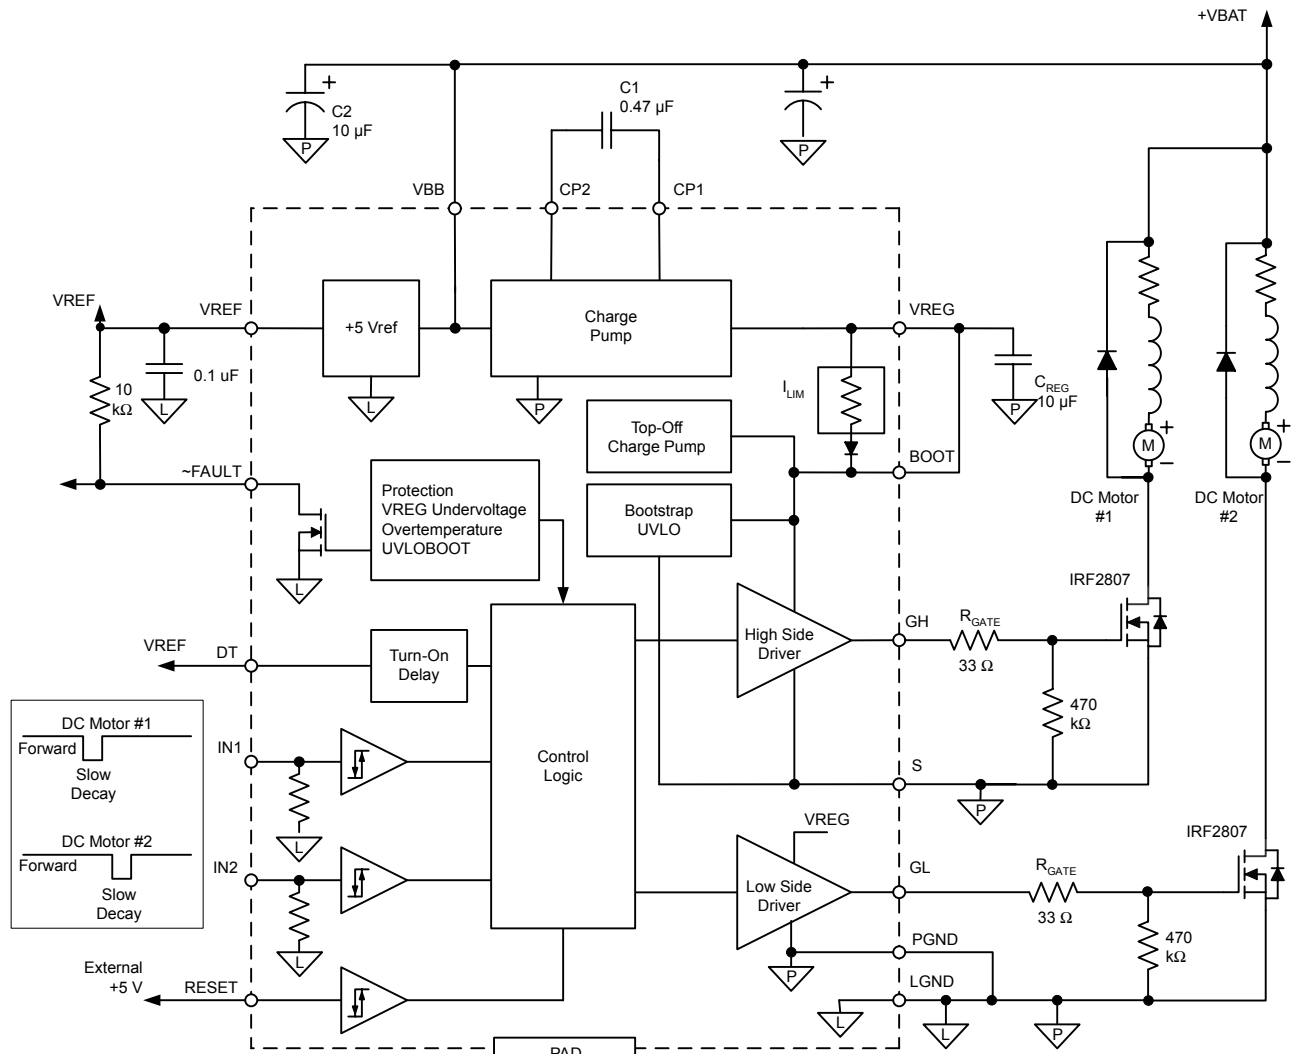 +VBAT
+
C2
10 µF
P
C1
0.47 µF
+
P
VBB
CP2
CP1
VREF
VREF
+5 Vref
Charge
Pump
VREG
0.1 uF
10
kΩ
L
L
P
I_LIM
C_REG
10 µF
P
Top-Off
Charge Pump
BOOT
M
+
–
M
+
–
DC Motor
#1
DC Motor
#2
~FAULT
Protection
VREG Undervoltage
Overtemperature
UVLOBOOT
Bootstrap
UVLO
L
IRF2807
VREF
DT
Turn-On
Delay
High Side
Driver
GH
R_GATE
33 Ω
470
kΩ
DC Motor #1
Forward
Slow
Decay
DC Motor #2
Forward
Slow
Decay
IN1
L
Control
Logic
S
P
IN2
L
VREG
Low Side
Driver
P
GL
R_GATE
33 Ω
IRF2807
470
kΩ
PGND
LGND
L
L
P
External
+5 V
RESET
PAD